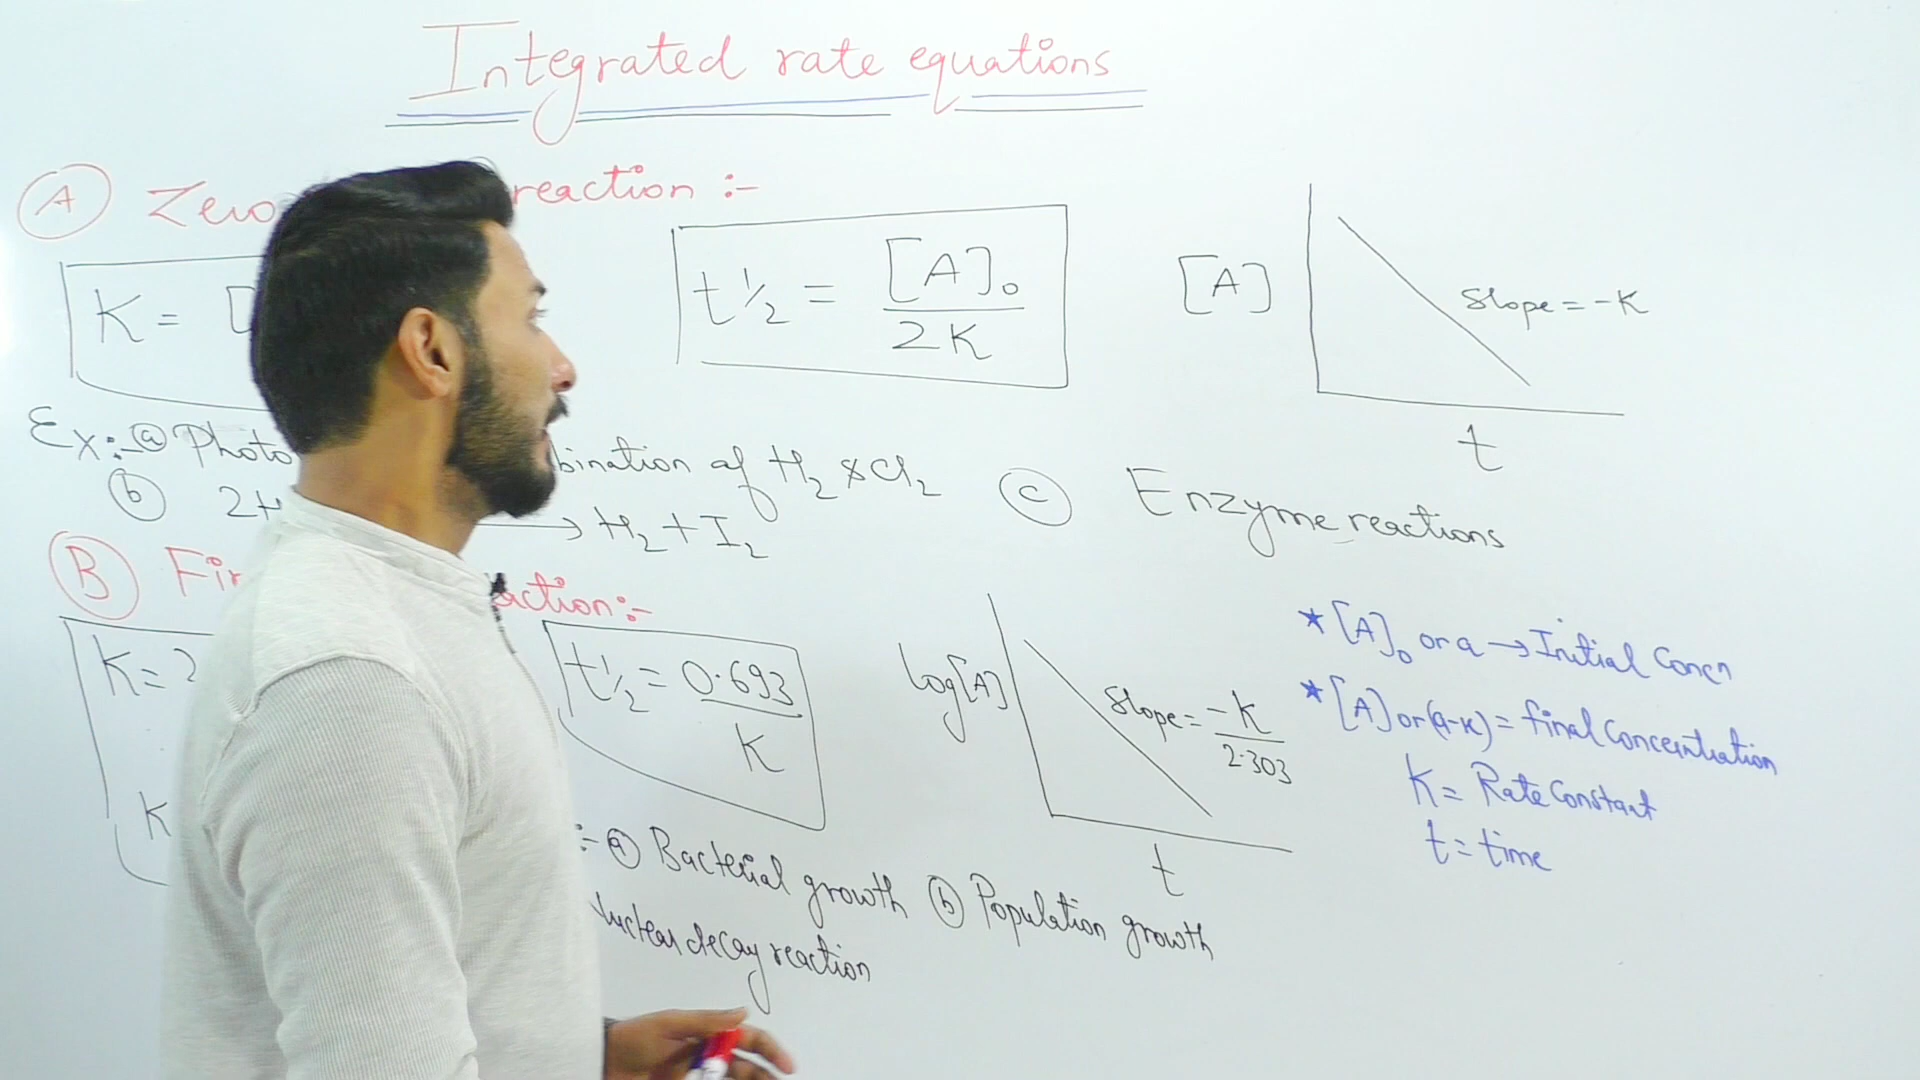 Integrated rate equations
A Zero reaction :-
K =
t½ = [A]₀ / 2K
[A]
Slope = -K
t
Ex:- a Photo bination of H₂ & Cl₂
b 2H → H₂ + I₂
C Enzyme reactions
B Fir action :-
K = 2
K
t½ = 0.693 / K
log[A]
Slope = -K / 2.303
t
* [A]₀ or a → Initial Concn
* [A] or (a-x) = final Concentration
K = Rate Constant
t = time
:- a Bacterial growth b Population growth
Nuclear decay reaction